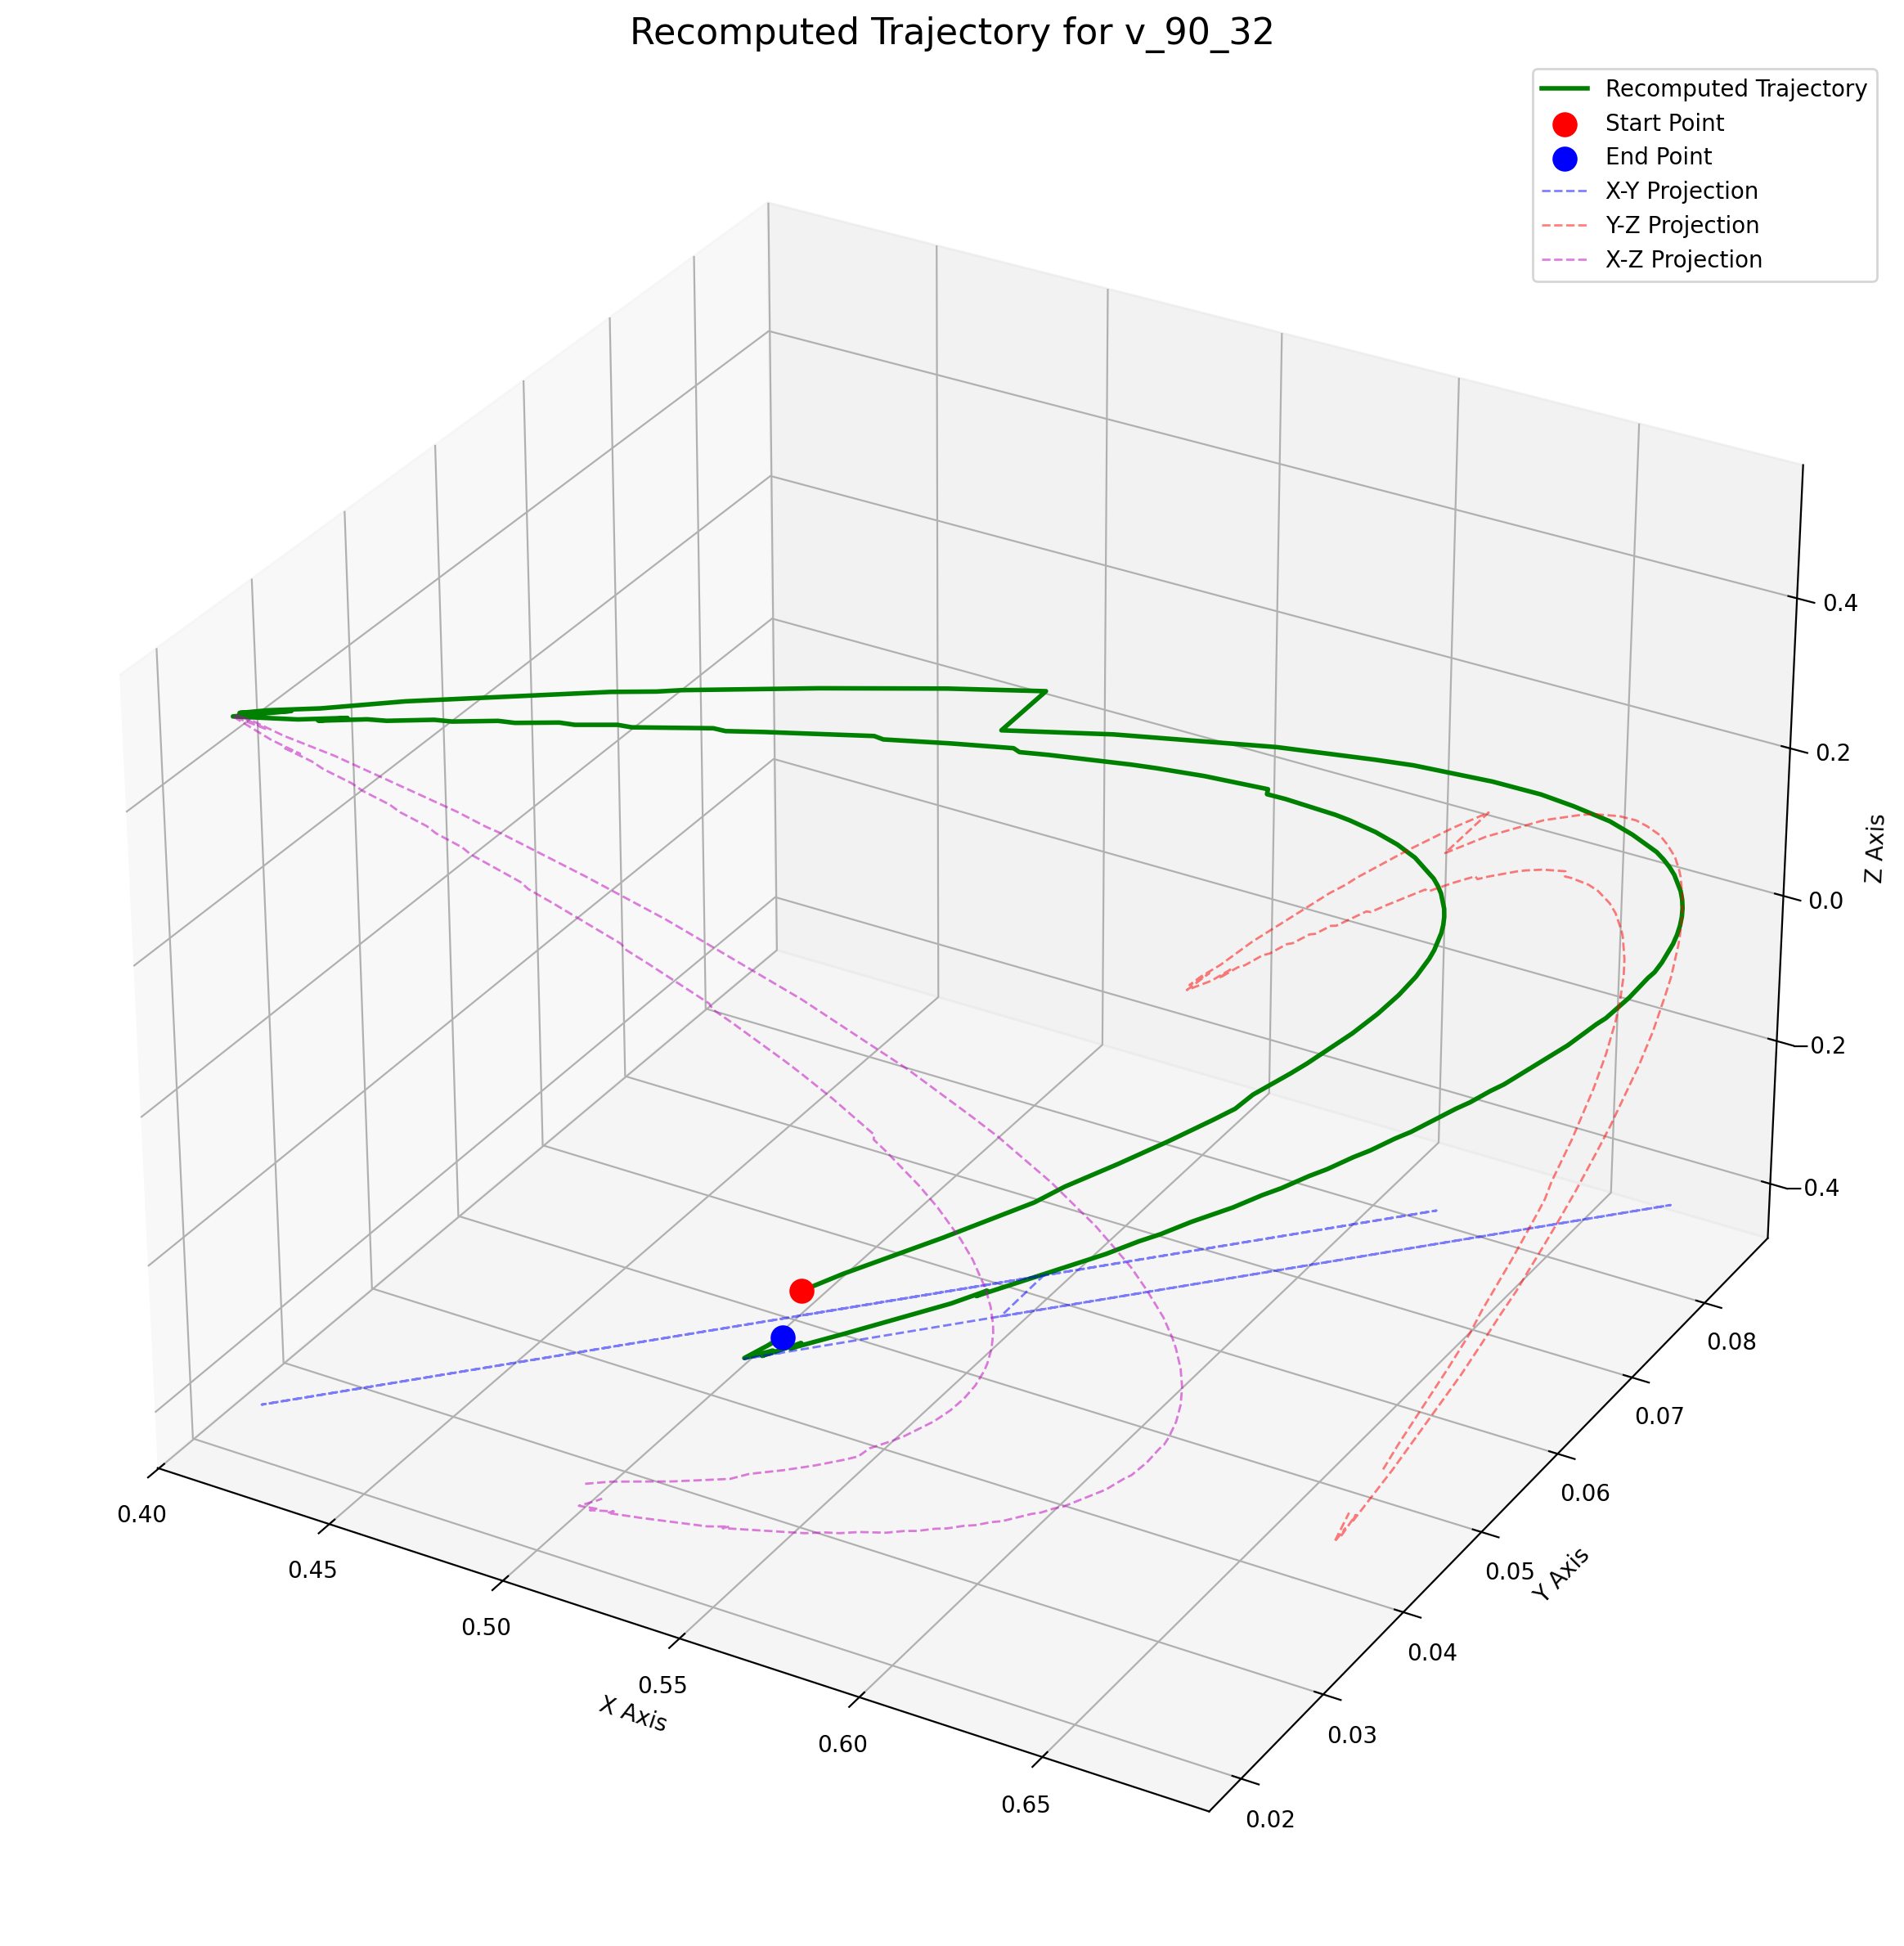 Recomputed Trajectory for v_90_32
Recomputed Trajectory
Start Point
End Point
X-Y Projection
Y-Z Projection
X-Z Projection
0.4
0.2
0.0
−0.2
−0.4
Z Axis
0.08
0.07
0.06
0.05
0.04
0.03
0.02
Y Axis
0.40
0.45
0.50
0.55
0.60
0.65
X Axis